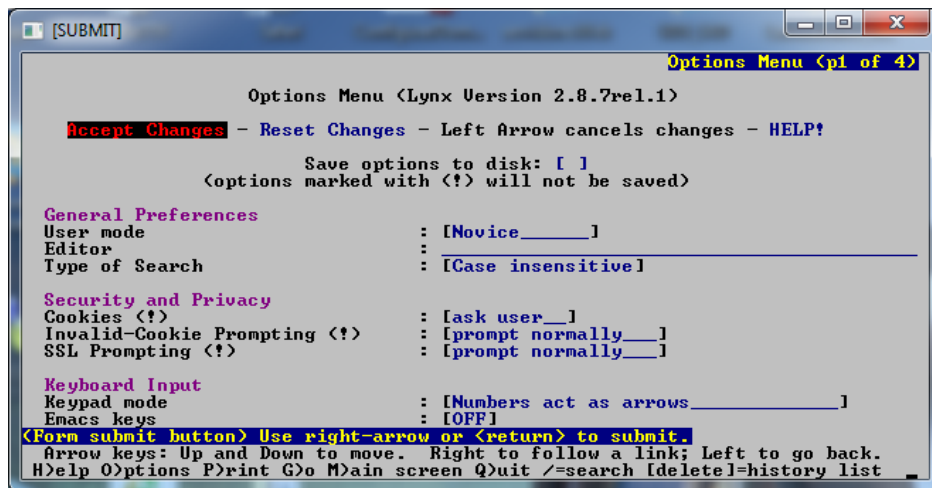 [SUBMIT]
Options Menu (p1 of 4)
Options Menu (Lynx Version 2.8.7rel.1)
Accept Changes - Reset Changes - Left Arrow cancels changes - HELP!
Save options to disk: [ ]
(options marked with (!) will not be saved)
General Preferences
User mode : [Novice_______]
Editor : 
Type of Search : [Case insensitive]
Security and Privacy
Cookies (!) : [ask user__]
Invalid-Cookie Prompting (!) : [prompt normally___]
SSL Prompting (!) : [prompt normally___]
Keyboard Input
Keypad mode : [Numbers act as arrows_____________]
Emacs keys : [OFF]
(Form submit button) Use right-arrow or <return> to submit.
Arrow keys: Up and Down to move. Right to follow a link; Left to go back.
H)elp O)ptions P)rint G)o M)ain screen Q)uit /=search [delete]=history list